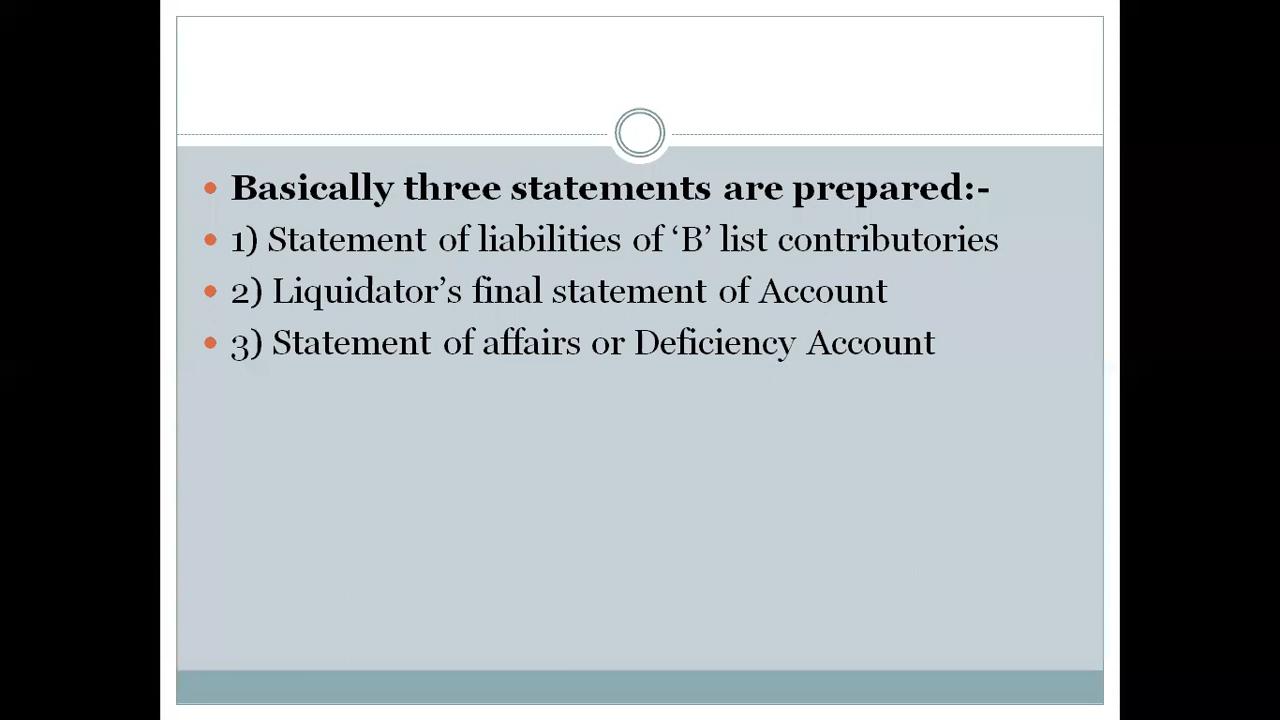 Basically three statements are prepared:-
1) Statement of liabilities of ‘B’ list contributories
2) Liquidator’s final statement of Account
3) Statement of affairs or Deficiency Account